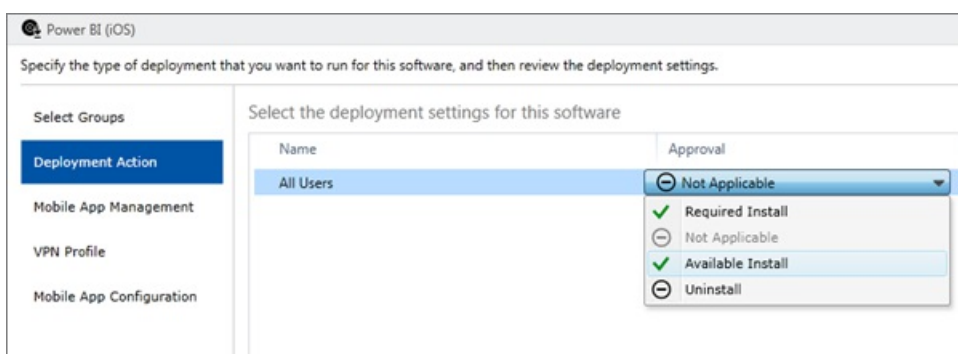 Power BI (iOS)
Specify the type of deployment that you want to run for this software, and then review the deployment settings.
Select Groups
Deployment Action
Mobile App Management
VPN Profile
Mobile App Configuration
Select the deployment settings for this software
Name Approval
All Users Not Applicable
Required Install
Not Applicable
Available Install
Uninstall